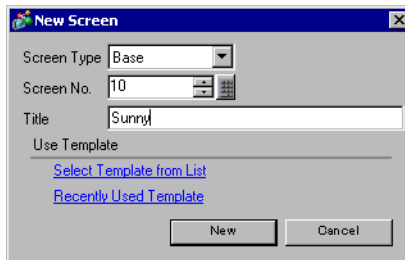 New Screen
Screen Type Base
Screen No. 10
Title Sunny
Use Template
Select Template from List
Recently Used Template
New Cancel